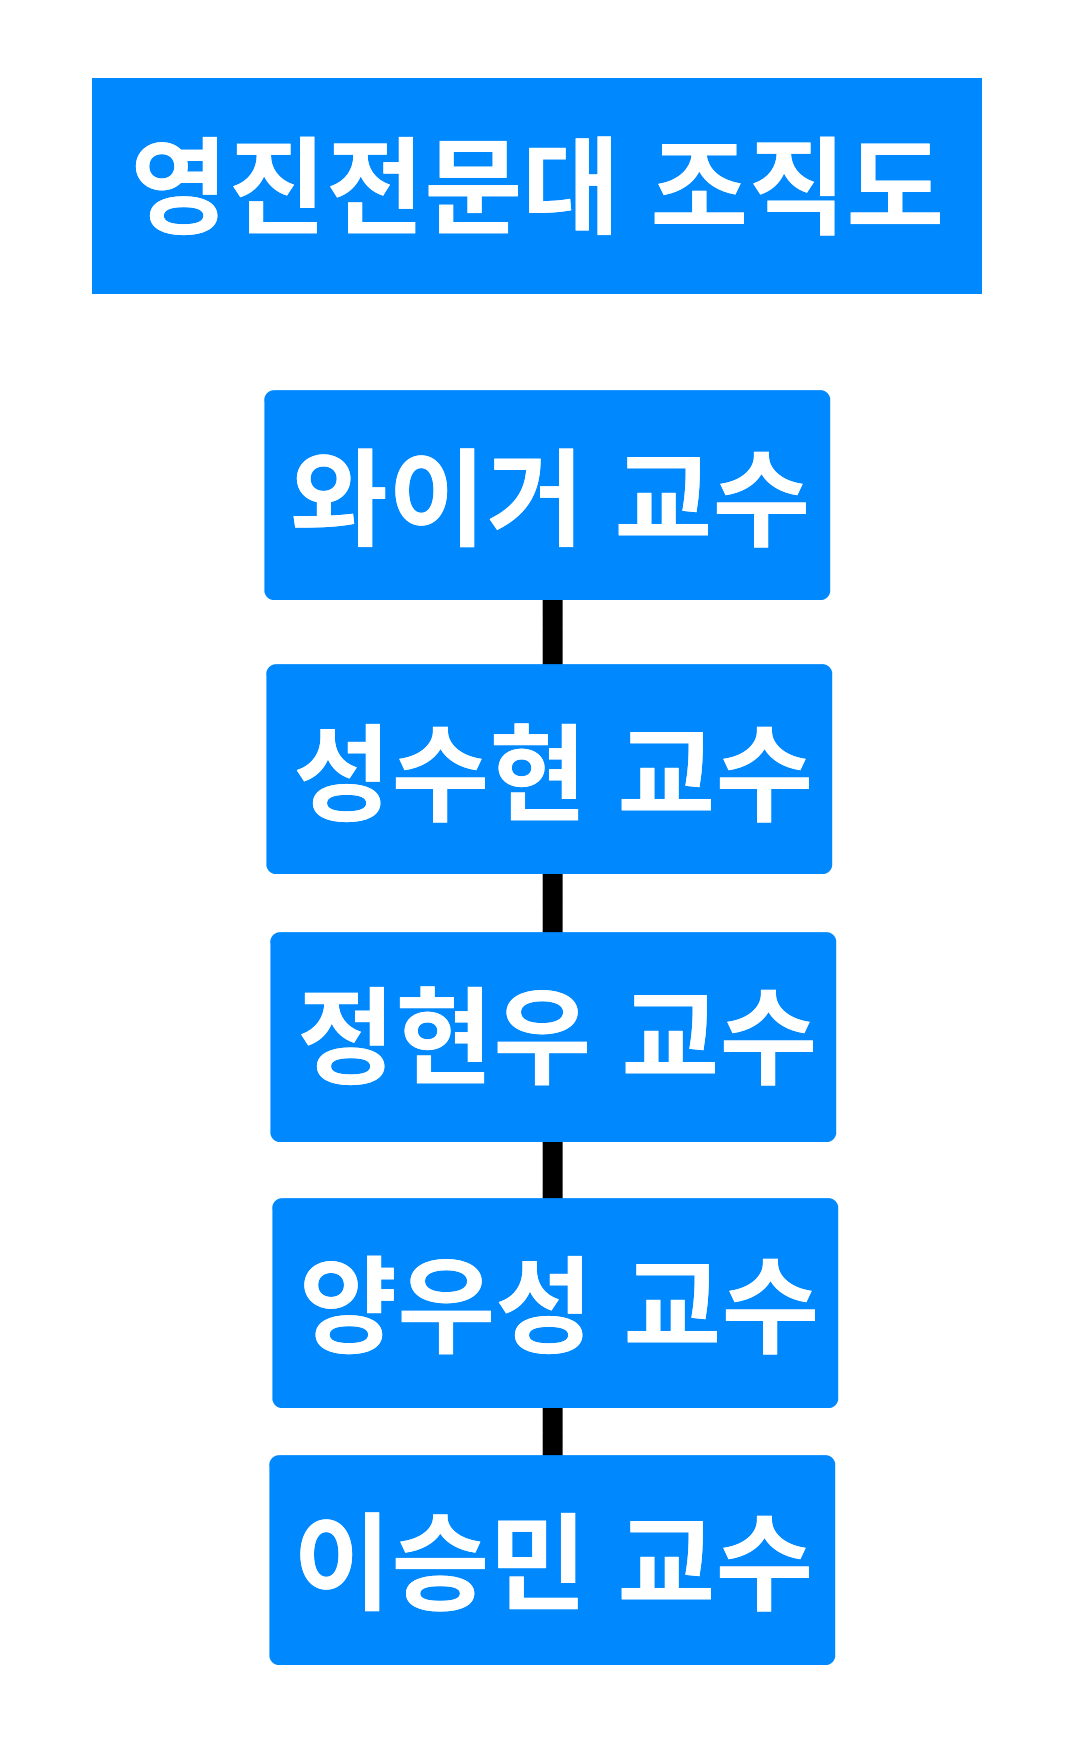 영진전문대 조직도
와이거 교수
성수현 교수
정현우 교수
양우성 교수
이승민 교수